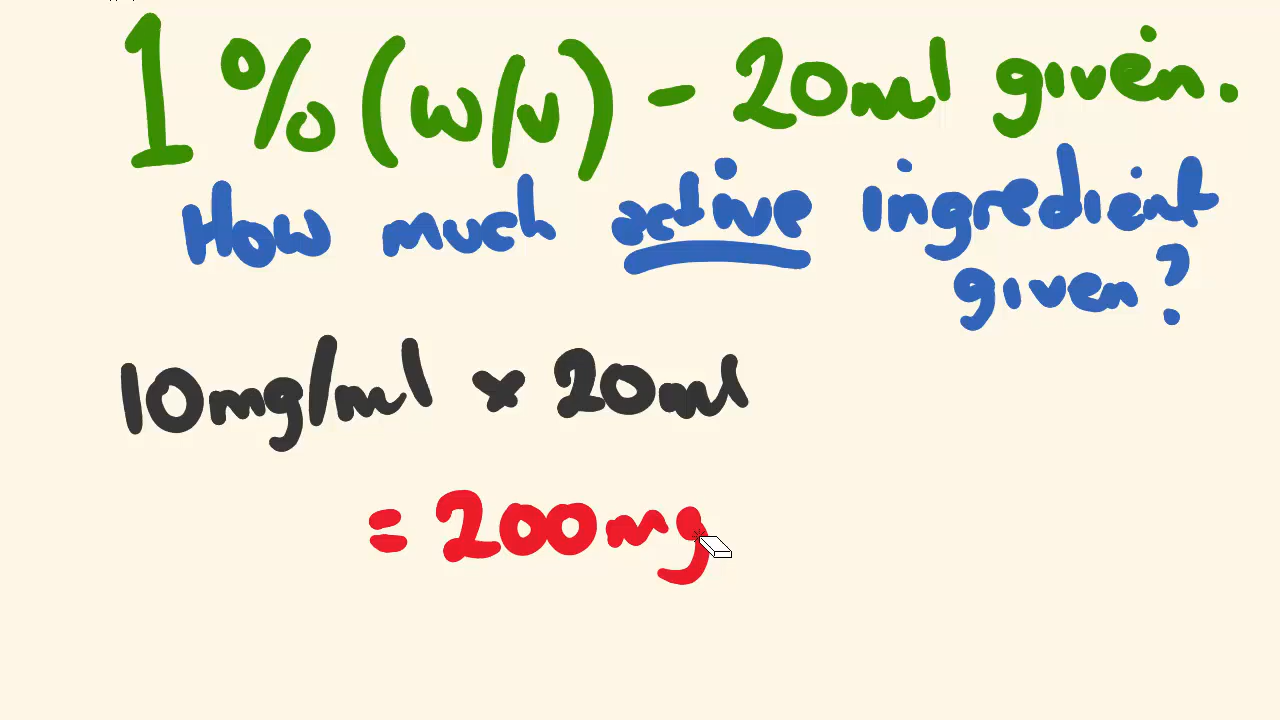 1% (w/v) - 20ml given.
How much active ingredient
given?
10mg/ml x 20ml
= 200mg